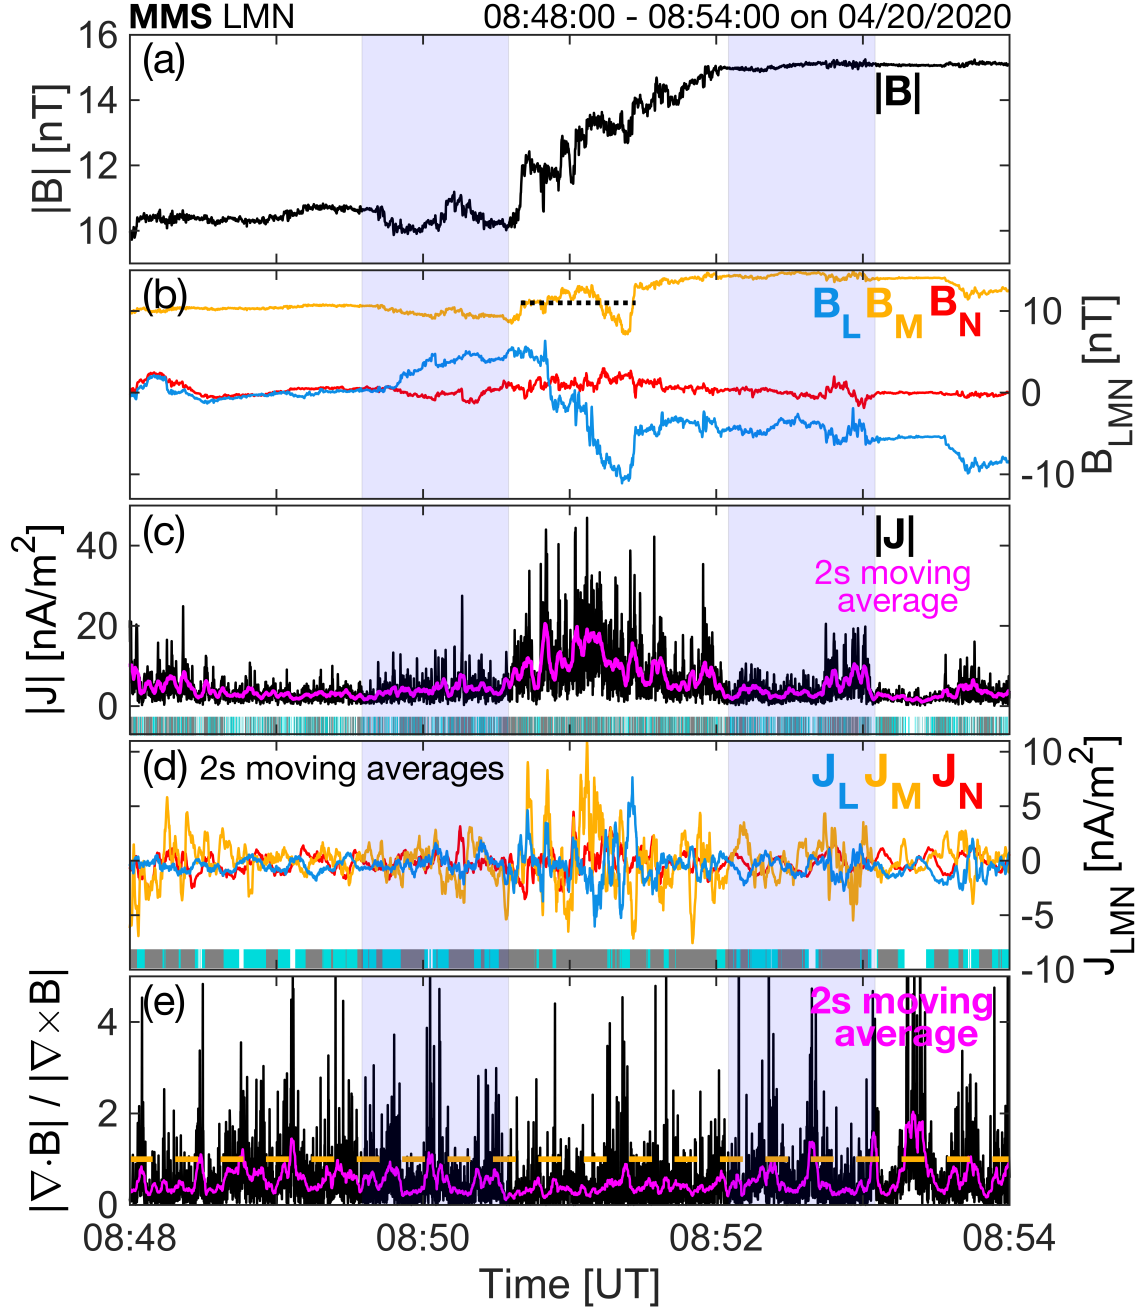 MMS LMN 08:48:00 - 08:54:00 on 04/20/2020
(a)
|B| [nT]
16
14
12
10
|B|
(b)
B_L B_M B_N
10
0
-10
B_LMN [nT]
(c)
|J| [nA/m²]
40
20
0
|J|
2s moving
average
(d) 2s moving averages
J_L J_M J_N
10
5
0
-5
-10
J_LMN [nA/m²]
(e)
|∇·B| / |∇×B|
4
2
0
2s moving
average
08:48 08:50 08:52 08:54
Time [UT]